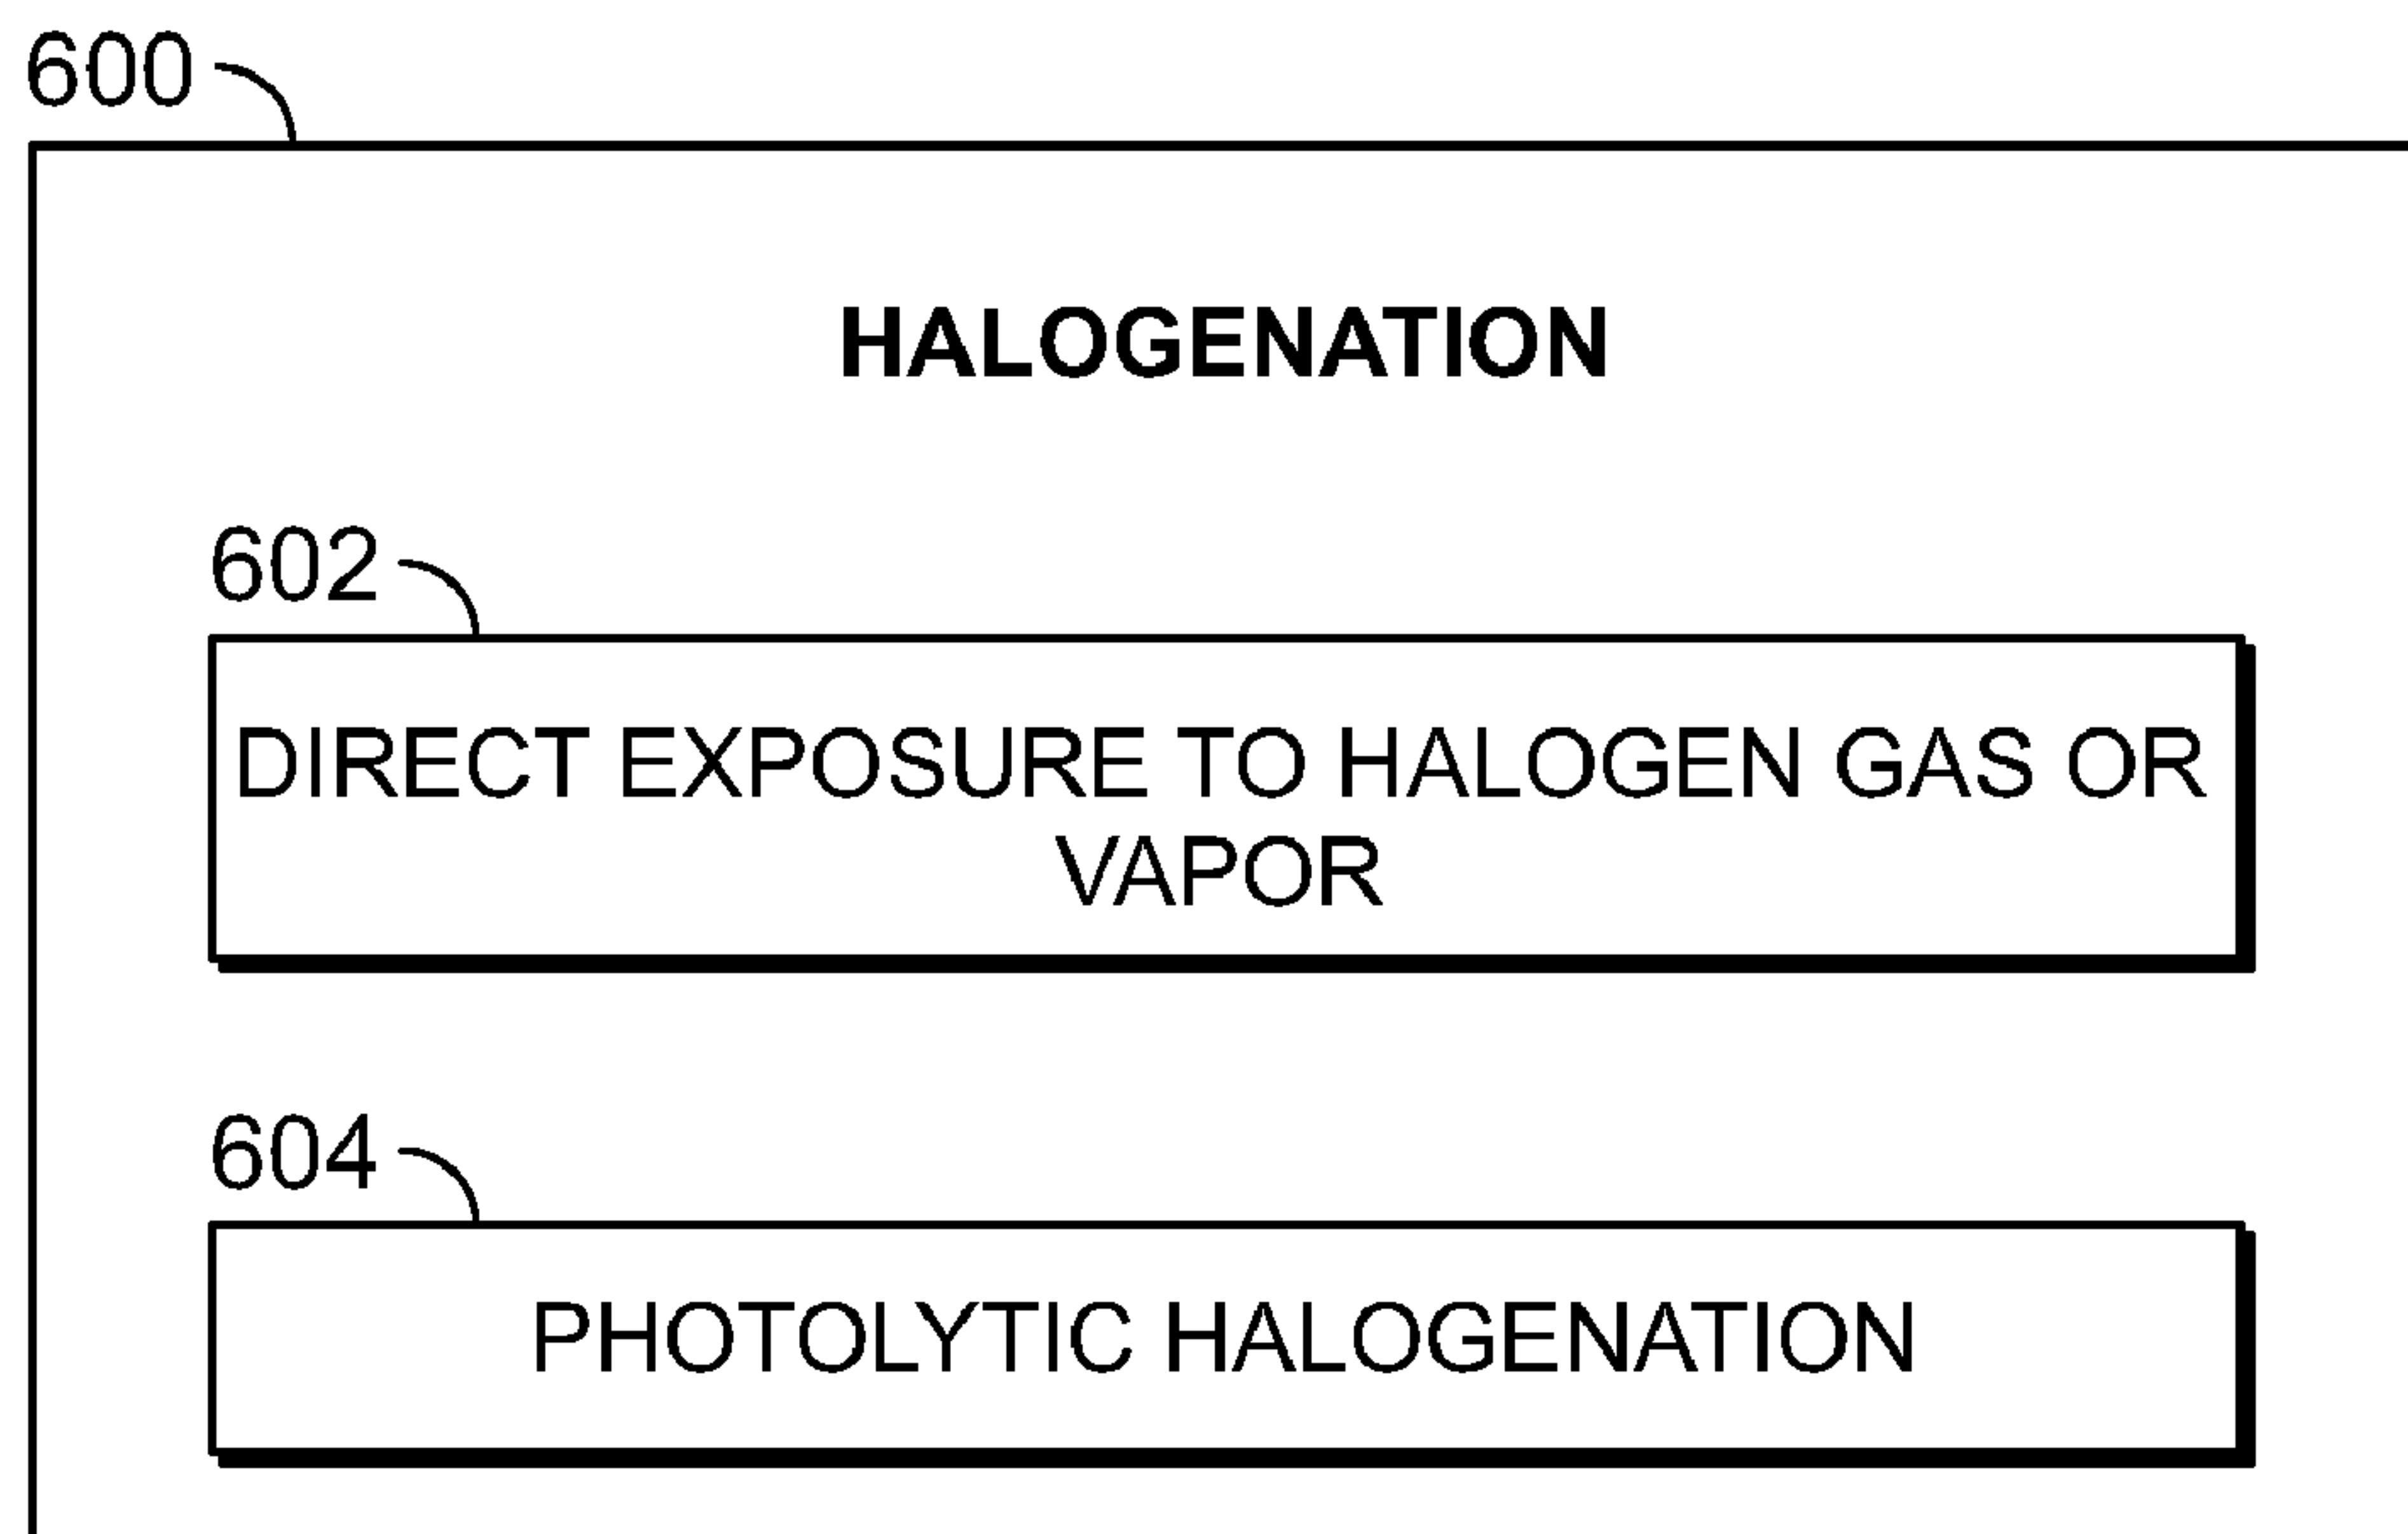 600
HALOGENATION
602
DIRECT EXPOSURE TO HALOGEN GAS OR
VAPOR
604
PHOTOLYTIC HALOGENATION